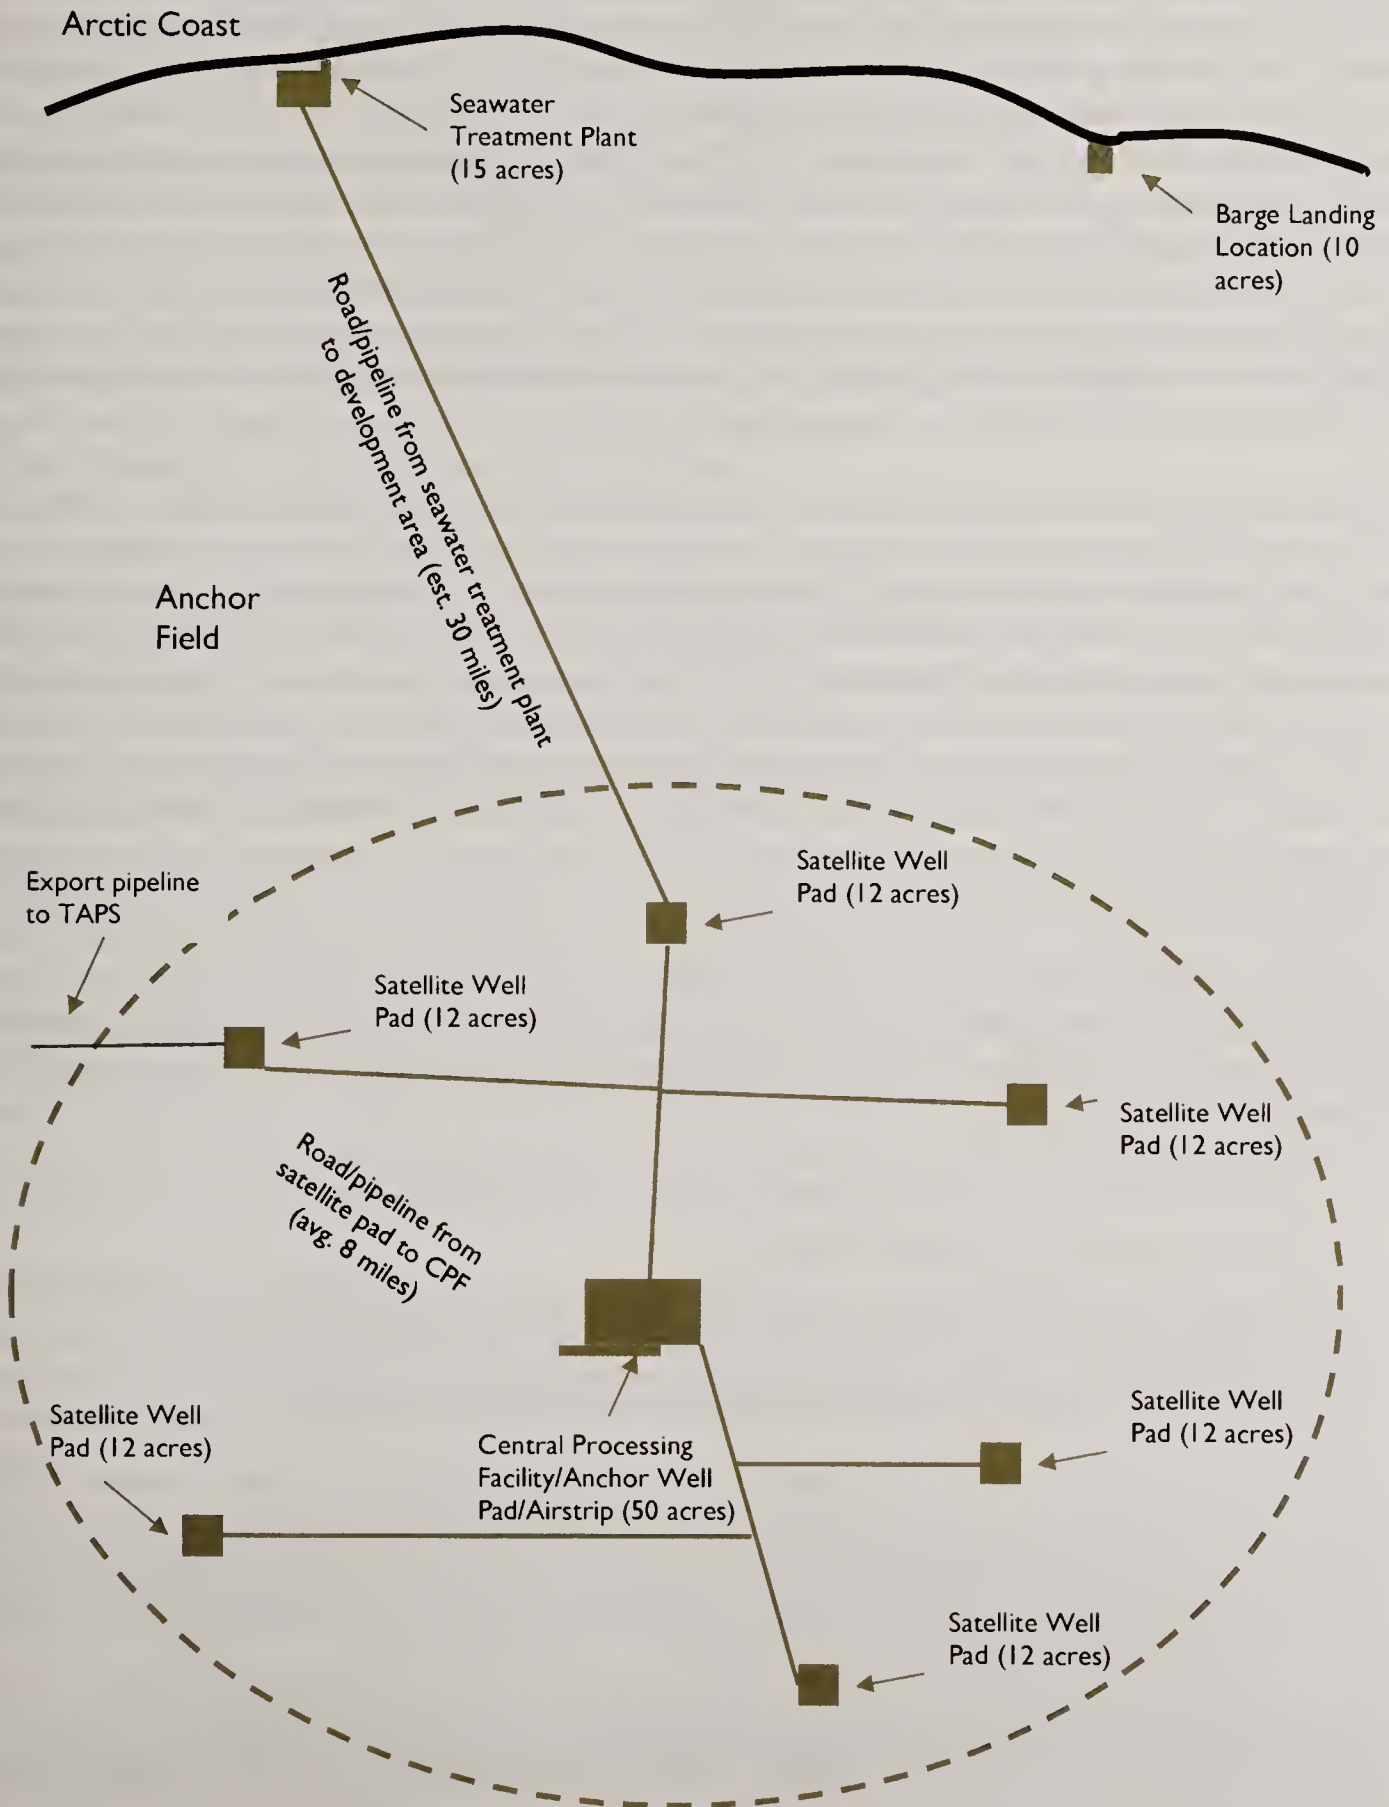 Arctic Coast
Seawater
Treatment Plant
(15 acres)
Barge Landing
Location (10
acres)
Road/pipeline from seawater treatment plant
to development area (est. 30 miles)
Anchor
Field
Export pipeline
to TAPS
Satellite Well
Pad (12 acres)
Satellite Well
Pad (12 acres)
Satellite Well
Pad (12 acres)
Road/pipeline from
satellite pad to CPF
(avg. 8 miles)
Satellite Well
Pad (12 acres)
Central Processing
Facility/Anchor Well
Pad/Airstrip (50 acres)
Satellite Well
Pad (12 acres)
Satellite Well
Pad (12 acres)